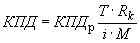 КПД = КПДр T · Rk / i · M